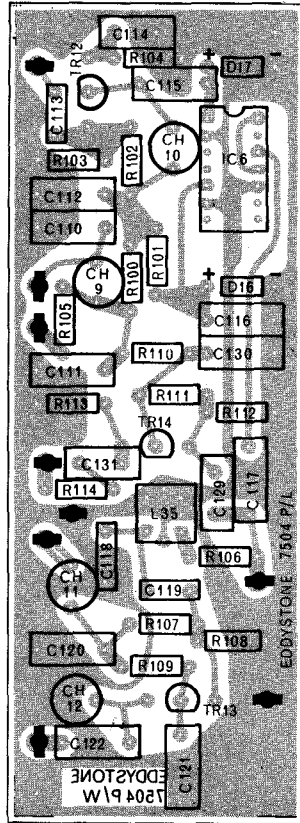 C114
TR12
R104
+
D17
-
C115
C113
R103
R102
CH
10
IC6
C112
C110
R101
R100
CH
9
+
D16
-
R105
C116
R110
C130
C111
R111
R113
R112
TR14
C131
C129
C117
R114
L35
C118
R106
CH
11
C119
R107
R108
C120
R109
CH
12
TR13
C122
C121
EDDYSTONE 7504 P/L
EDDYSTONE
7504 P/W